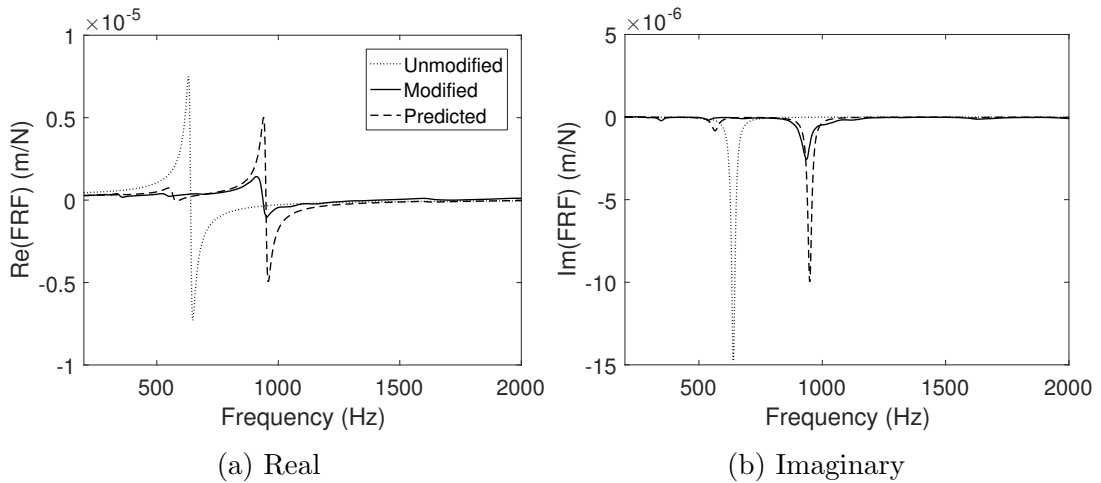 ×10⁻⁵
1
0.5
0
-0.5
-1
Re(FRF) (m/N)
500
1000
1500
2000
Frequency (Hz)
Unmodified
Modified
Predicted
(a) Real
×10⁻⁶
5
0
-5
-10
-15
Im(FRF) (m/N)
500
1000
1500
2000
Frequency (Hz)
(b) Imaginary